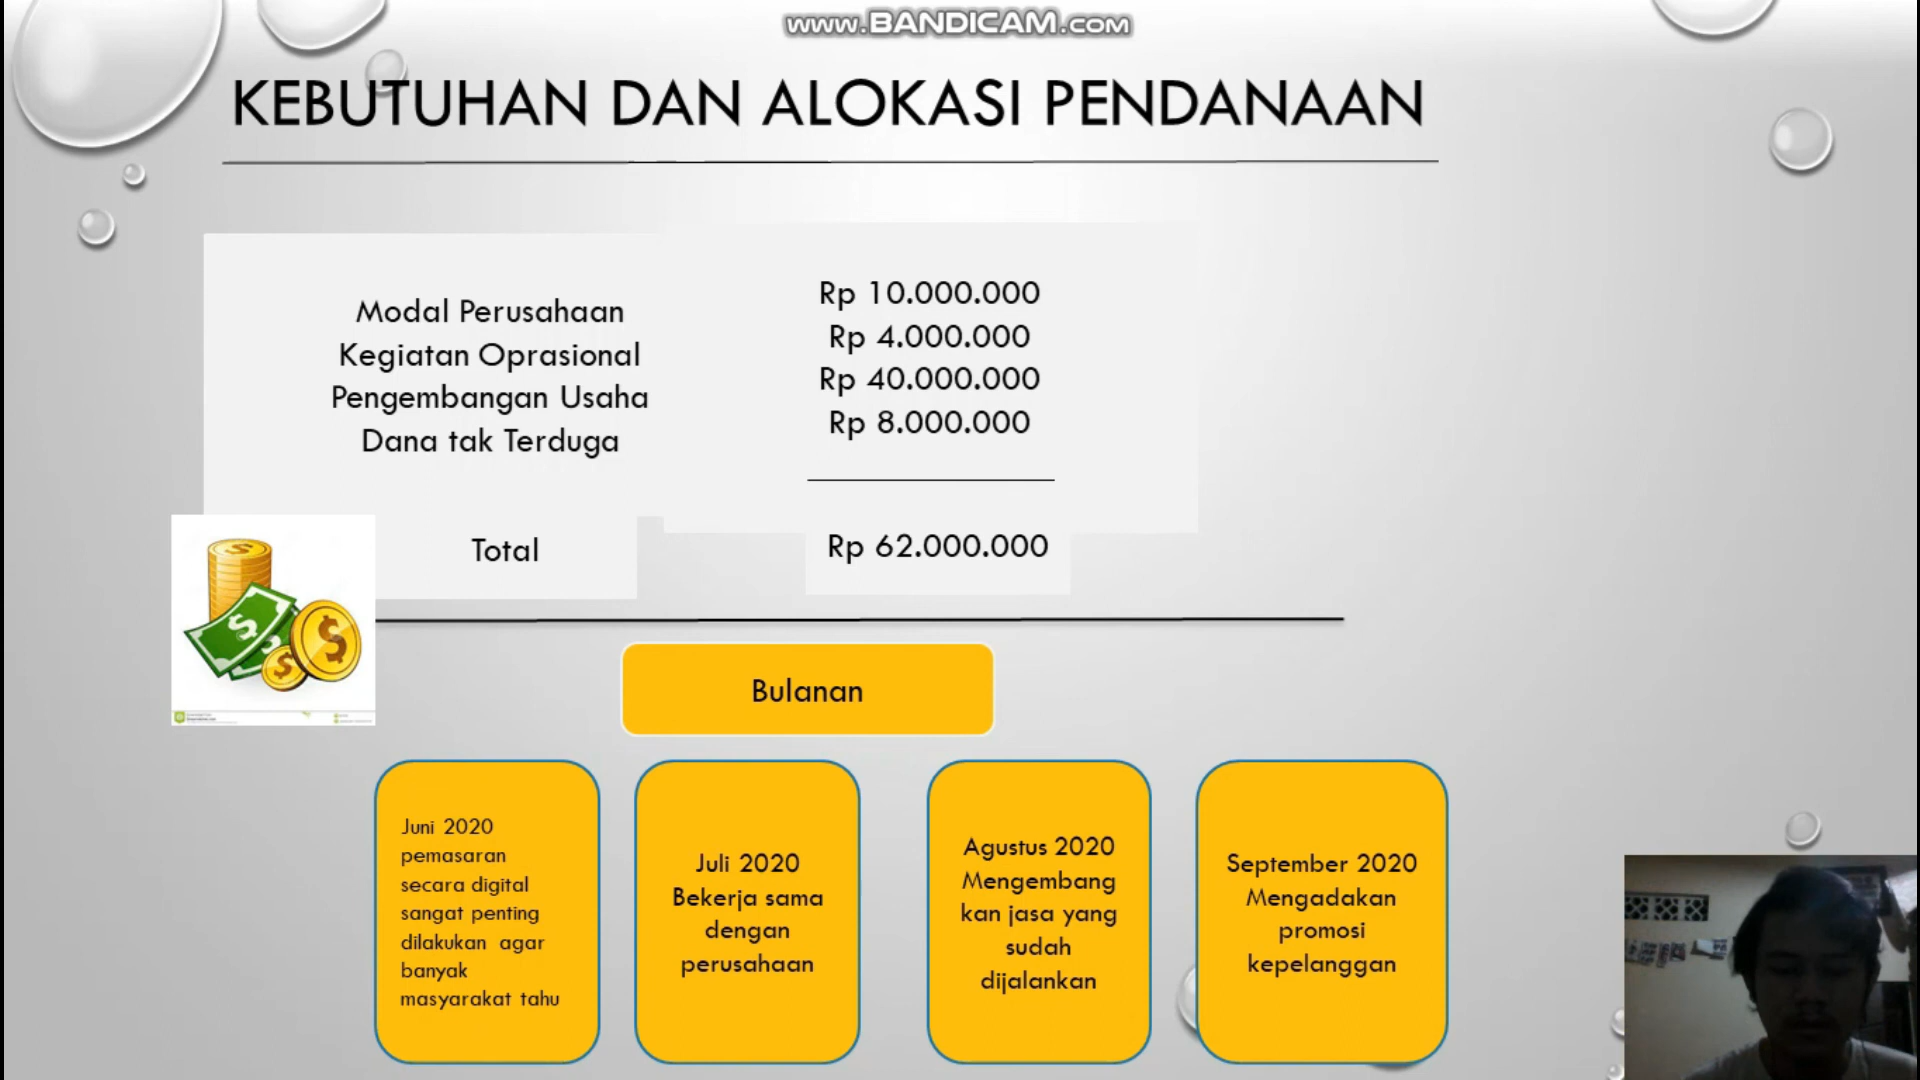 www.BANDICAM.com
KEBUTUHAN DAN ALOKASI PENDANAAN
Modal Perusahaan
Kegiatan Oprasional
Pengembangan Usaha
Dana tak Terduga
Rp 10.000.000
Rp 4.000.000
Rp 40.000.000
Rp 8.000.000
Total
Rp 62.000.000
Bulanan
Juni 2020
pemasaran
secara digital
sangat penting
dilakukan agar
banyak
masyarakat tahu
Juli 2020
Bekerja sama
dengan
perusahaan
Agustus 2020
Mengembang
kan jasa yang
sudah
dijalankan
September 2020
Mengadakan
promosi
kepelanggan